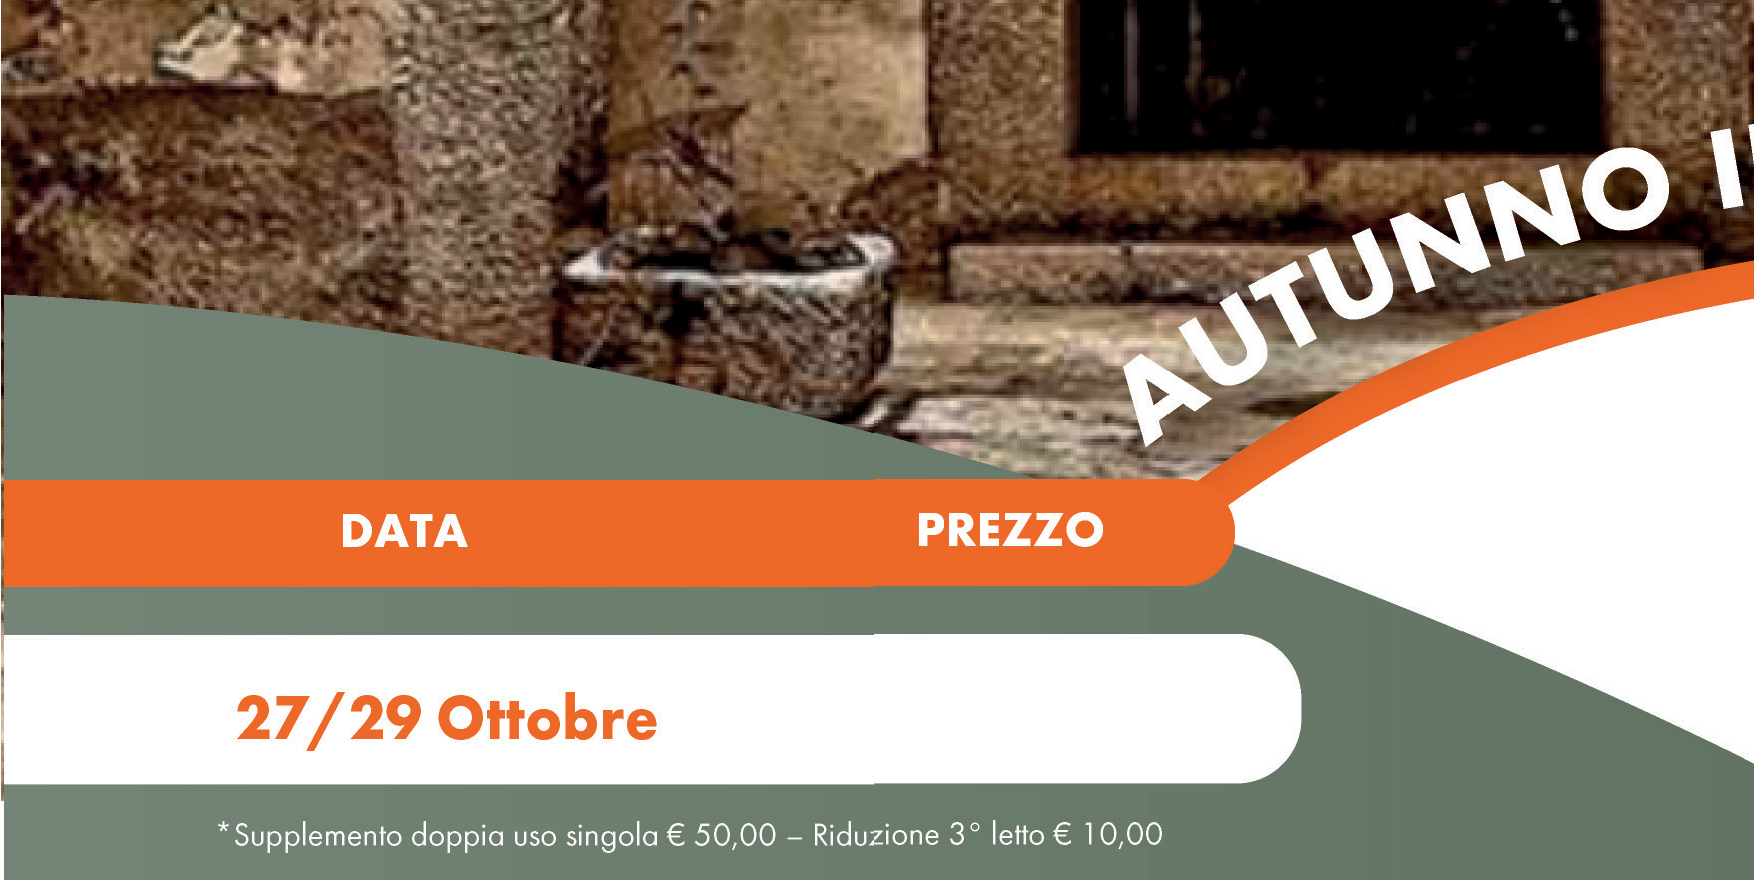 AUTUNNO
DATA PREZZO
27/29 Ottobre
*Supplemento doppia uso singola € 50,00 – Riduzione 3° letto € 10,00